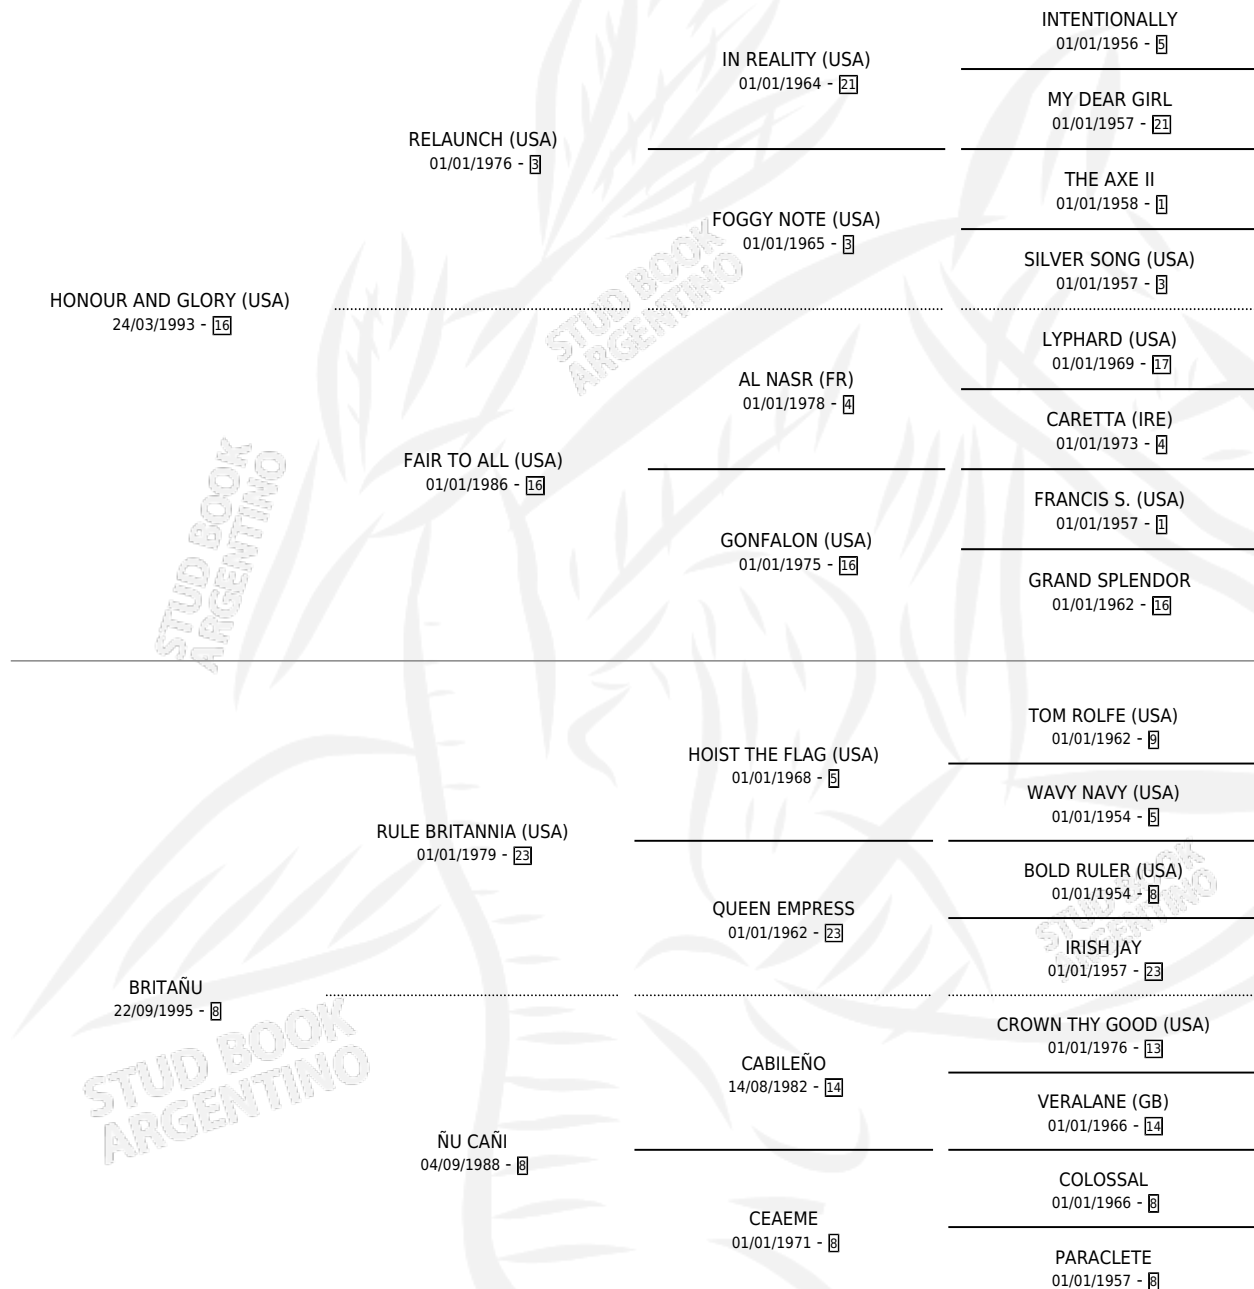 INTENTIONALLY
01/01/1956 - 5
IN REALITY (USA)
01/01/1964 - 21
MY DEAR GIRL
01/01/1957 - 21
RELAUNCH (USA)
01/01/1976 - 3
THE AXE II
01/01/1958 - 1
FOGGY NOTE (USA)
01/01/1965 - 3
SILVER SONG (USA)
01/01/1957 - 3
HONOUR AND GLORY (USA)
24/03/1993 - 16
LYPHARD (USA)
01/01/1969 - 17
AL NASR (FR)
01/01/1978 - 4
CARETTA (IRE)
01/01/1973 - 4
FAIR TO ALL (USA)
01/01/1986 - 16
FRANCIS S. (USA)
01/01/1957 - 1
GONFALON (USA)
01/01/1975 - 16
GRAND SPLENDOR
01/01/1962 - 16
TOM ROLFE (USA)
01/01/1962 - 9
HOIST THE FLAG (USA)
01/01/1968 - 5
WAVY NAVY (USA)
01/01/1954 - 5
RULE BRITANNIA (USA)
01/01/1979 - 23
BOLD RULER (USA)
01/01/1954 - 8
QUEEN EMPRESS
01/01/1962 - 23
IRISH JAY
01/01/1957 - 23
BRITAÑU
22/09/1995 - 8
CROWN THY GOOD (USA)
01/01/1976 - 13
CABILEÑO
14/08/1982 - 14
VERALANE (GB)
01/01/1966 - 14
ÑU CAÑI
04/09/1988 - 8
COLOSSAL
01/01/1966 - 8
CEAEME
01/01/1971 - 8
PARACLETE
01/01/1957 - 8
STUD BOOK
ARGENTINO
STUD BOOK
ARGENTINO
STUD BOOK
ARGENTINO
STUD BOOK
ARGENTINO